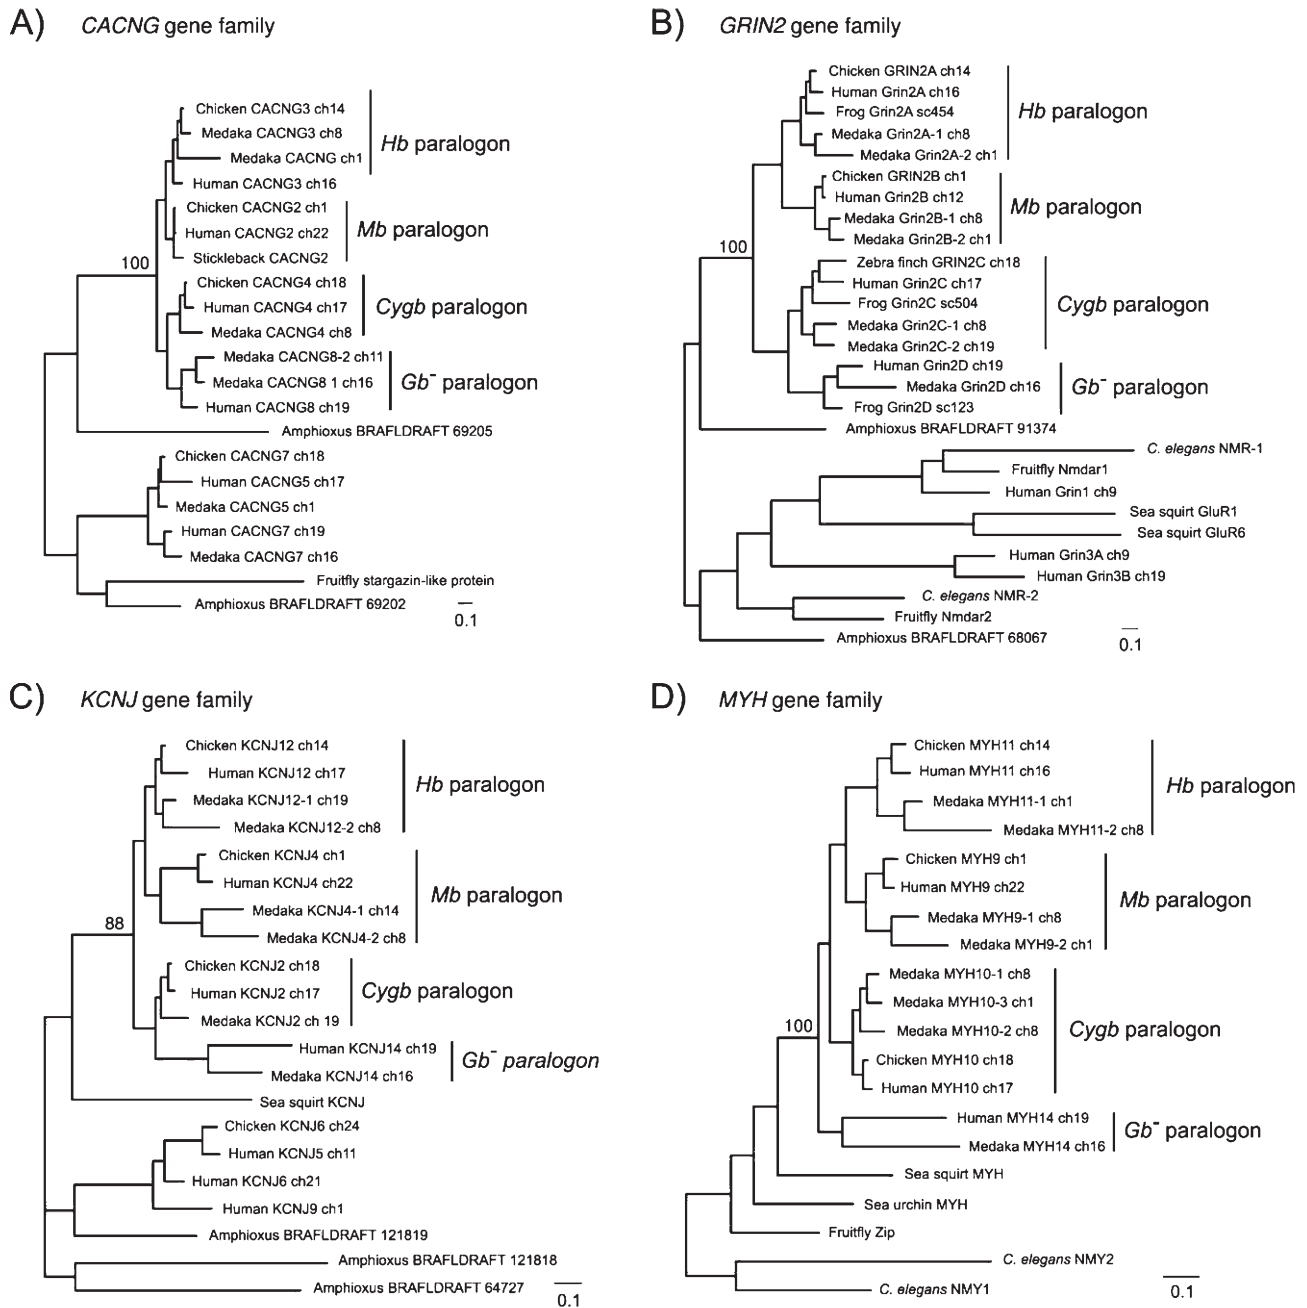 A) CACNG gene family
Chicken CACNG3 ch14
Medaka CACNG3 ch8
Medaka CACNG ch1
Human CACNG3 ch16
Hb paralogon
Chicken CACNG2 ch1
Human CACNG2 ch22
Stickleback CACNG2
Mb paralogon
100
Chicken CACNG4 ch18
Human CACNG4 ch17
Medaka CACNG4 ch8
Cygb paralogon
Medaka CACNG8-2 ch11
Medaka CACNG8 1 ch16
Human CACNG8 ch19
Gb- paralogon
Amphioxus BRAFLDRAFT 69205
Chicken CACNG7 ch18
Human CACNG5 ch17
Medaka CACNG5 ch1
Human CACNG7 ch19
Medaka CACNG7 ch16
Fruitfly stargazin-like protein
Amphioxus BRAFLDRAFT 69202
0.1
B) GRIN2 gene family
Chicken GRIN2A ch14
Human Grin2A ch16
Frog Grin2A sc454
Medaka Grin2A-1 ch8
Medaka Grin2A-2 ch1
Hb paralogon
Chicken GRIN2B ch1
Human Grin2B ch12
Medaka Grin2B-1 ch8
Medaka Grin2B-2 ch1
Mb paralogon
100
Zebra finch GRIN2C ch18
Human Grin2C ch17
Frog Grin2C sc504
Medaka Grin2C-1 ch8
Medaka Grin2C-2 ch19
Cygb paralogon
Human Grin2D ch19
Medaka Grin2D ch16
Frog Grin2D sc123
Gb- paralogon
Amphioxus BRAFLDRAFT 91374
C. elegans NMR-1
Fruitfly Nmdar1
Human Grin1 ch9
Sea squirt GluR1
Sea squirt GluR6
Human Grin3A ch9
Human Grin3B ch19
C. elegans NMR-2
Fruitfly Nmdar2
Amphioxus BRAFLDRAFT 68067
0.1
C) KCNJ gene family
Chicken KCNJ12 ch14
Human KCNJ12 ch17
Medaka KCNJ12-1 ch19
Medaka KCNJ12-2 ch8
Hb paralogon
Chicken KCNJ4 ch1
Human KCNJ4 ch22
Medaka KCNJ4-1 ch14
Medaka KCNJ4-2 ch8
Mb paralogon
88
Chicken KCNJ2 ch18
Human KCNJ2 ch17
Medaka KCNJ2 ch 19
Cygb paralogon
Human KCNJ14 ch19
Medaka KCNJ14 ch16
Gb- paralogon
Sea squirt KCNJ
Chicken KCNJ6 ch24
Human KCNJ5 ch11
Human KCNJ6 ch21
Human KCNJ9 ch1
Amphioxus BRAFLDRAFT 121819
Amphioxus BRAFLDRAFT 121818
Amphioxus BRAFLDRAFT 64727
0.1
D) MYH gene family
Chicken MYH11 ch14
Human MYH11 ch16
Medaka MYH11-1 ch1
Medaka MYH11-2 ch8
Hb paralogon
Chicken MYH9 ch1
Human MYH9 ch22
Medaka MYH9-1 ch8
Medaka MYH9-2 ch1
Mb paralogon
Medaka MYH10-1 ch8
Medaka MYH10-3 ch1
Medaka MYH10-2 ch8
Chicken MYH10 ch18
Human MYH10 ch17
Cygb paralogon
100
Human MYH14 ch19
Medaka MYH14 ch16
Gb- paralogon
Sea squirt MYH
Sea urchin MYH
Fruitfly Zip
C. elegans NMY2
C. elegans NMY1
0.1